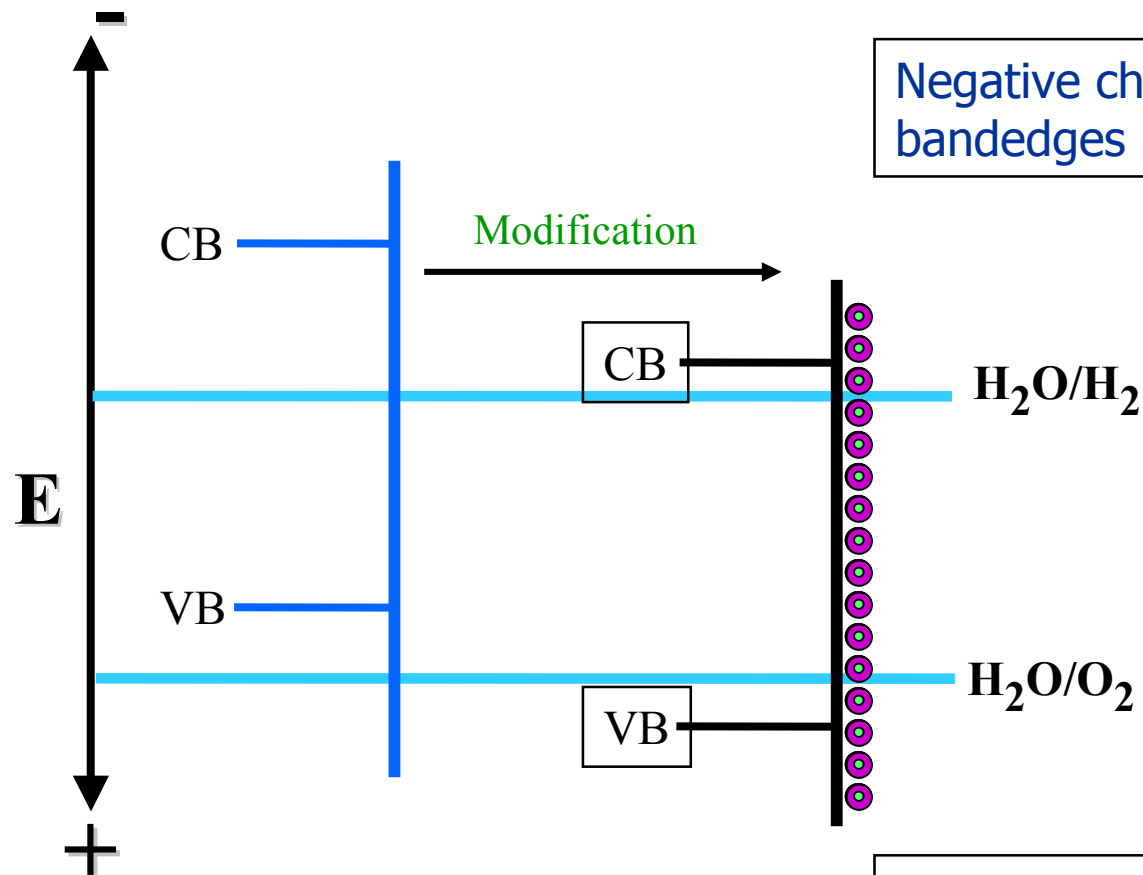 -
Negative ch
bandedges
CB
Modification
CB
H₂O/H₂
E
VB
H₂O/O₂
VB
+